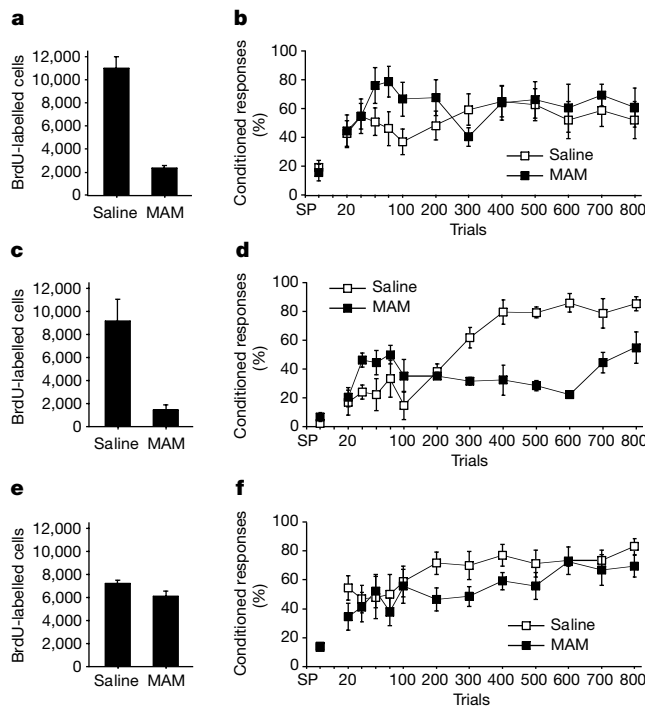 a
BrdU-labelled cells
12,000
10,000
8,000
6,000
4,000
2,000
0
Saline MAM
b
Conditioned responses
(%)
100
80
60
40
20
0
Saline
MAM
SP 20 100 200 300 400 500 600 700 800
Trials
c
BrdU-labelled cells
12,000
10,000
8,000
6,000
4,000
2,000
0
Saline MAM
d
Conditioned responses
(%)
100
80
60
40
20
0
Saline
MAM
SP 20 100 200 300 400 500 600 700 800
Trials
e
BrdU-labelled cells
12,000
10,000
8,000
6,000
4,000
2,000
0
Saline MAM
f
Conditioned responses
(%)
100
80
60
40
20
0
Saline
MAM
SP 20 100 200 300 400 500 600 700 800
Trials